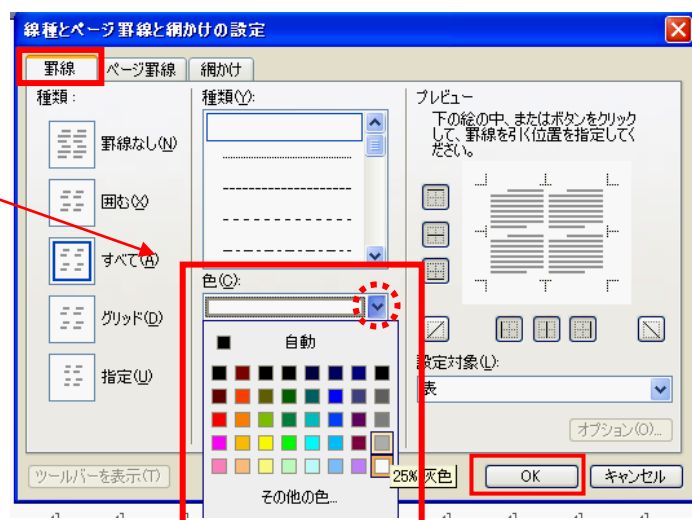 線種とページ罫線と網かけの設定
罫線 ページ罫線 網かけ
種類:
罫線なし(N)
囲む(X)
すべて(A)
グリッド(D)
指定(U)
種類(Y):
色(C):
自動
その他の色...
25% 灰色
プレビュー
下の絵の中、またはボタンをクリック
して、罫線を引く位置を指定してく
ださい。
設定対象(L):
表
オプション(O)...
ツールバーを表示(T)
OK
キャンセル